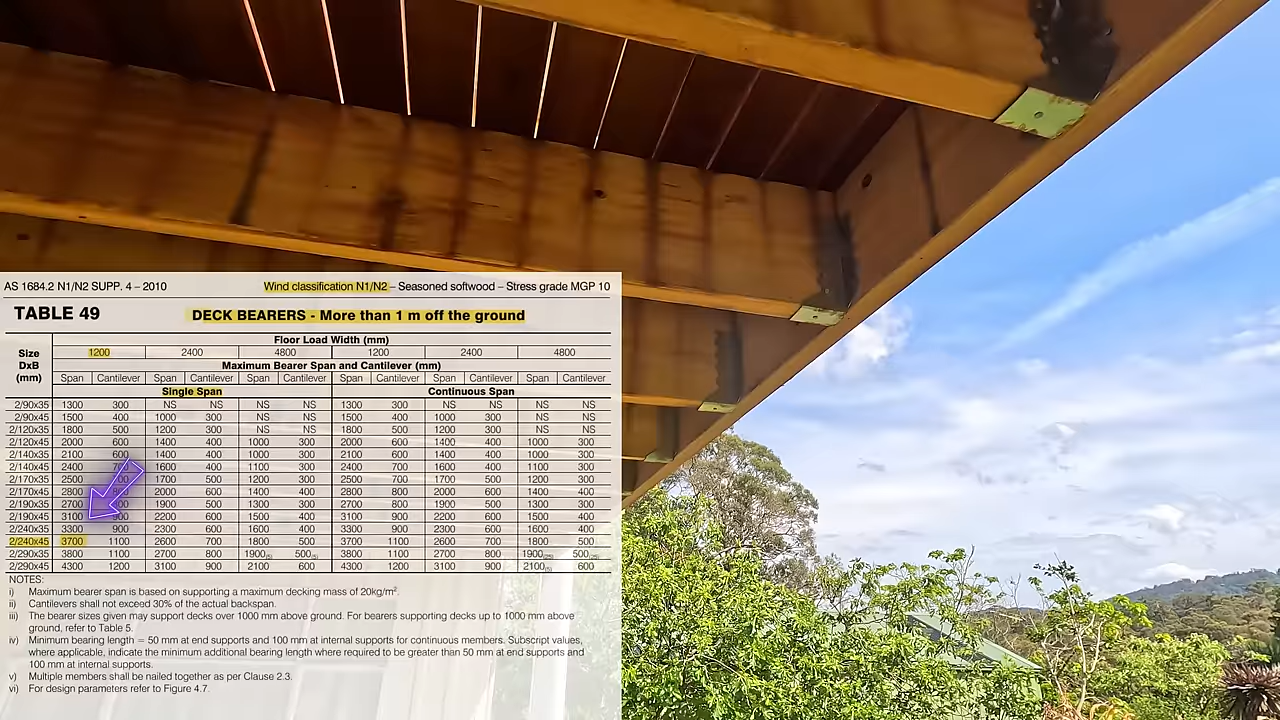 AS 1684.2 N1/N2 SUPP. 4 – 2010 Wind classification N1/N2 – Seasoned softwood – Stress grade MGP 10
TABLE 49 DECK BEARERS - More than 1 m off the ground
Size DxB (mm) Floor Load Width (mm)
1200 2400 4800 1200 2400 4800
Maximum Bearer Span and Cantilever (mm)
Span Cantilever Span Cantilever Span Cantilever Span Cantilever Span Cantilever Span Cantilever
Single Span Continuous Span
2/90x35 1300 300 NS NS NS NS 1300 300 NS NS NS NS
2/90x45 1500 400 1000 300 NS NS 1500 400 1000 300 NS NS
2/120x35 1800 500 1200 300 NS NS 1800 500 1200 300 NS NS
2/120x45 2000 600 1400 400 1000 300 2000 600 1400 400 1000 300
2/140x35 2100 600 1400 400 1000 300 2100 600 1400 400 1000 300
2/140x45 2400 1600 400 1100 300 2400 700 1600 400 1100 300
2/170x35 2500 1700 500 1200 300 2500 700 1700 500 1200 300
2/170x45 2800 2000 600 1400 400 2800 800 2000 600 1400 400
2/190x35 2700 1900 500 1300 300 2700 800 1900 500 1300 300
2/190x45 3100 900 2200 600 1500 400 3100 900 2200 600 1500 400
2/240x35 3300 900 2300 600 1600 400 3300 900 2300 600 1600 400
2/240x45 3700 1100 2600 700 1800 500 3700 1100 2600 700 1800 500
2/290x35 3800 1100 2700 800 1900(5) 500(5) 3800 1100 2700 800 1900(25) 500(25)
2/290x45 4300 1200 3100 900 2100 600 4300 1200 3100 900 2100(5) 600
NOTES:
i) Maximum bearer span is based on supporting a maximum decking mass of 20kg/m².
ii) Cantilevers shall not exceed 30% of the actual backspan.
iii) The bearer sizes given may support decks over 1000 mm above ground. For bearers supporting decks up to 1000 mm above
ground, refer to Table 5.
iv) Minimum bearing length = 50 mm at end supports and 100 mm at internal supports for continuous members. Subscript values,
where applicable, indicate the minimum additional bearing length where required to be greater than 50 mm at end supports and
100 mm at internal supports.
v) Multiple members shall be nailed together as per Clause 2.3.
vi) For design parameters refer to Figure 4.7.